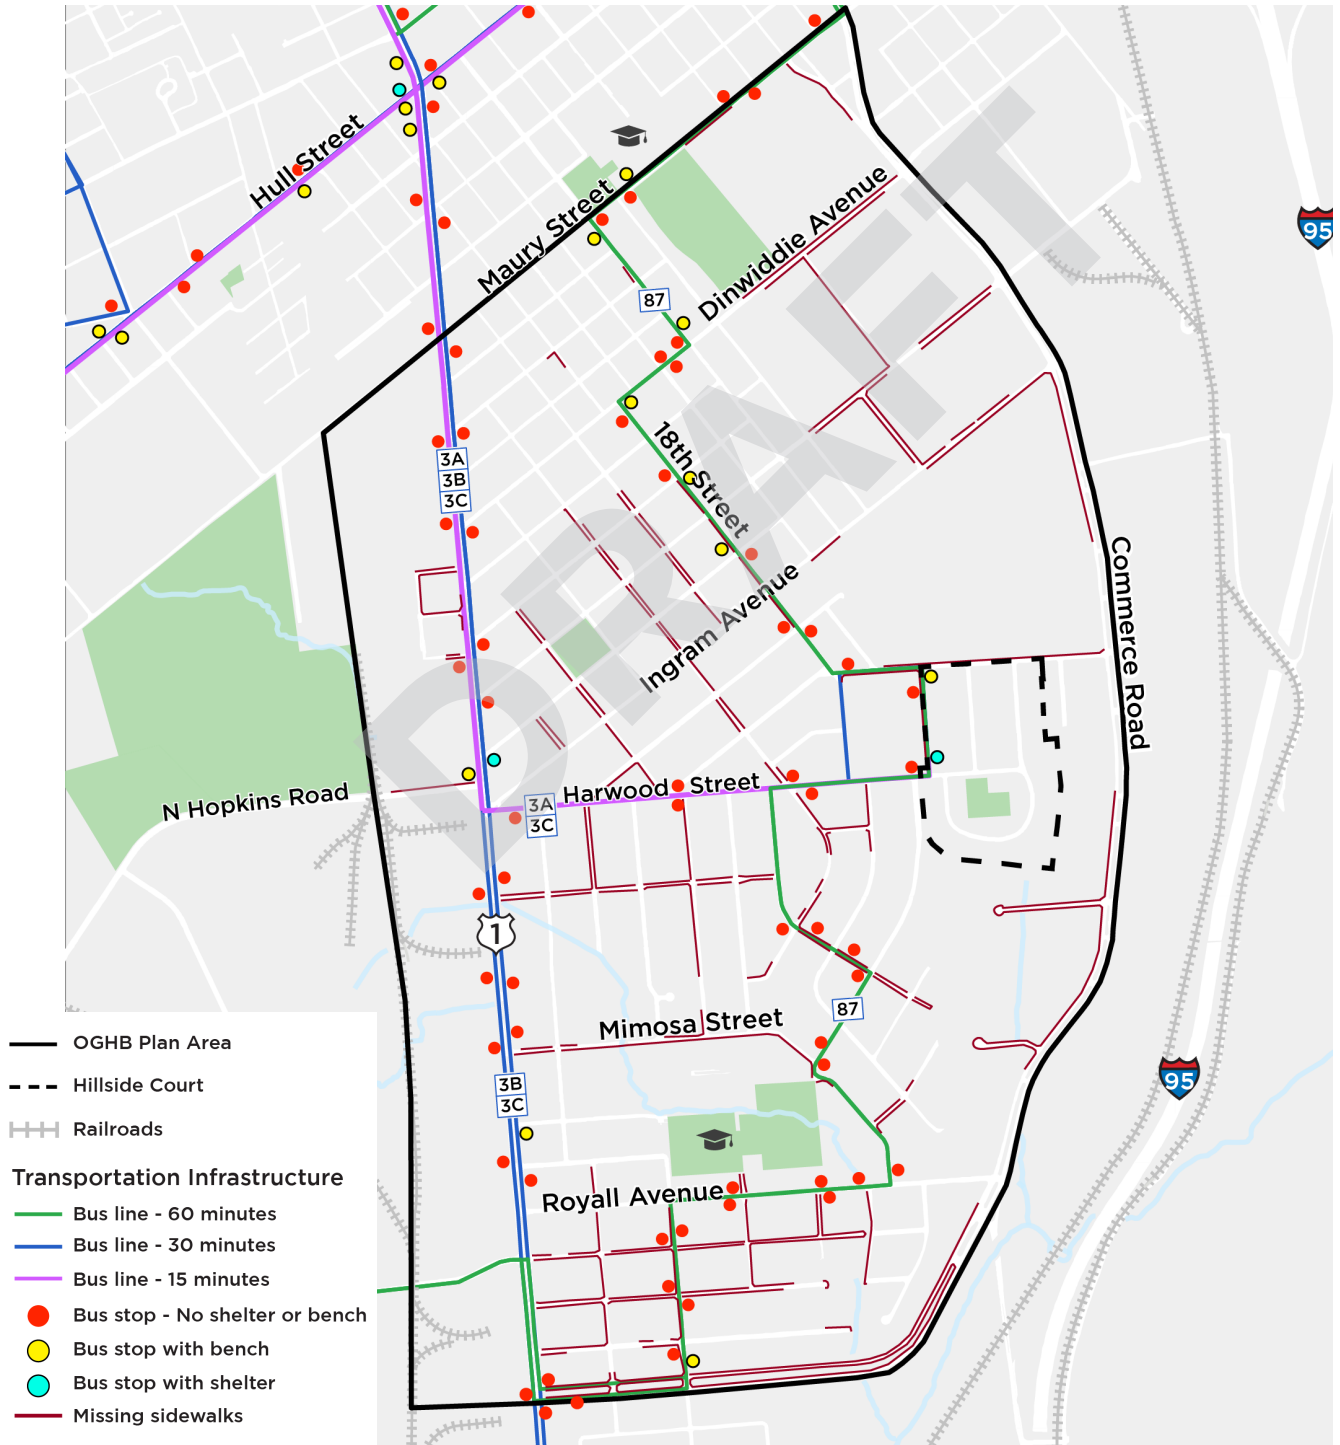 Hull Street
Maury Street
Dinwiddie Avenue
95
87
18th Street
3A
3B
3C
Ingram Avenue
Commerce Road
N Hopkins Road
Harwood Street
3A
3C
1
87
Mimosa Street
95
3B
3C
Royall Avenue
DRAFT
OGHB Plan Area
Hillside Court
Railroads
Transportation Infrastructure
Bus line - 60 minutes
Bus line - 30 minutes
Bus line - 15 minutes
Bus stop - No shelter or bench
Bus stop with bench
Bus stop with shelter
Missing sidewalks